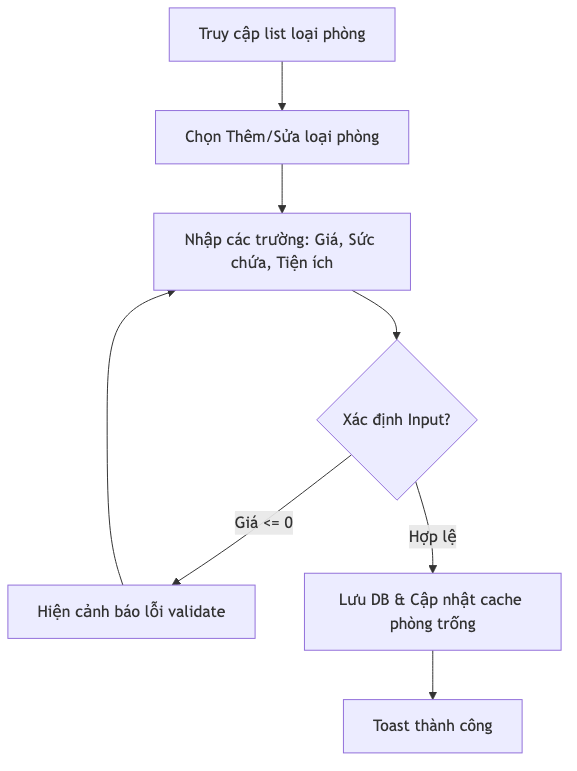 Truy cập list loại phòng
Chọn Thêm/Sửa loại phòng
Nhập các trường: Giá, Sức
chứa, Tiện ích
Xác định Input?
Giá <= 0
Hợp lệ
Hiện cảnh báo lỗi validate
Lưu DB & Cập nhật cache
phòng trống
Toast thành công